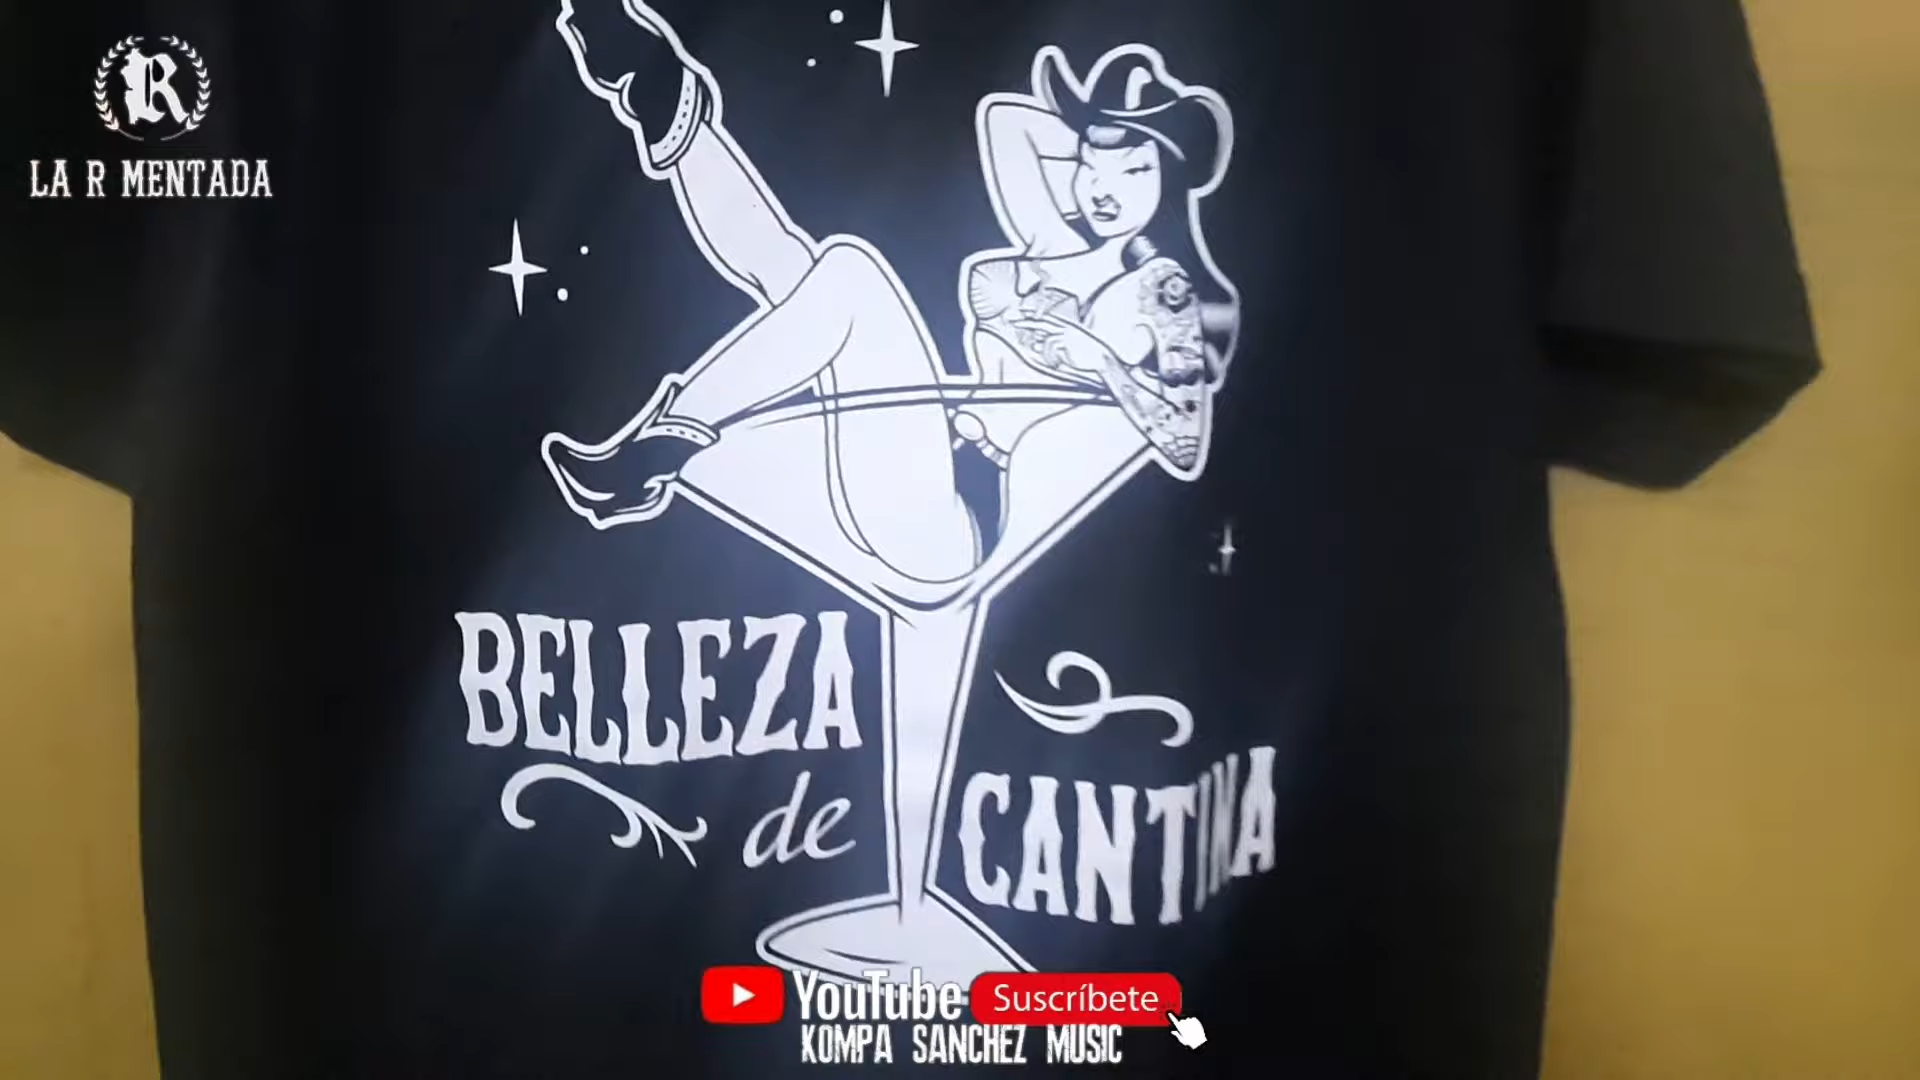 R
LA R MENTADA
BELLEZA
de
CANTINA
YouTube Suscríbete
KOMPA SANCHEZ MUSIC